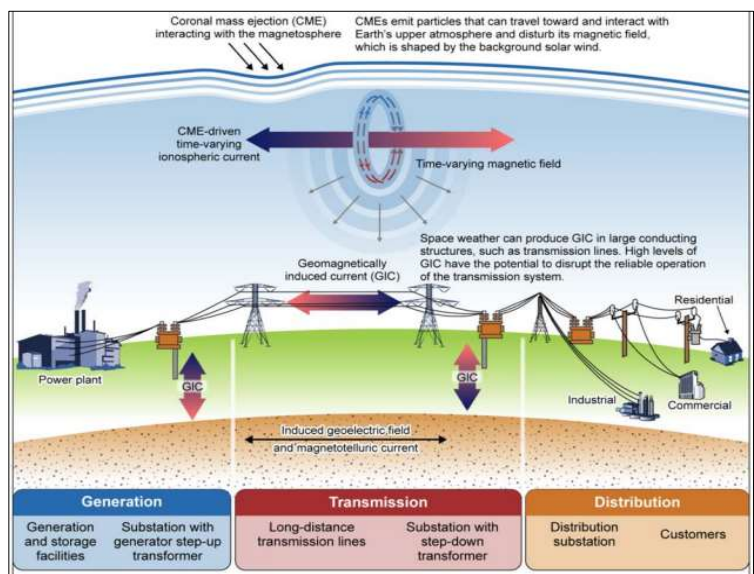 Coronal mass ejection (CME)
interacting with the magnetosphere
CMEs emit particles that can travel toward and interact with
Earth's upper atmosphere and disturb its magnetic field,
which is shaped by the background solar wind.
CME-driven
time-varying
ionospheric current
Time-varying magnetic field
Space weather can produce GIC in large conducting
structures, such as transmission lines. High levels of
GIC have the potential to disrupt the reliable operation
of the transmission system.
Geomagnetically
induced current (GIC)
Residential
Power plant
GIC
GIC
Industrial
Commercial
Induced geoelectric field
and magnetotelluric current
Generation
Transmission
Distribution
Generation
and storage
facilities
Substation with
generator step-up
transformer
Long-distance
transmission lines
Substation with
step-down
transformer
Distribution
substation
Customers